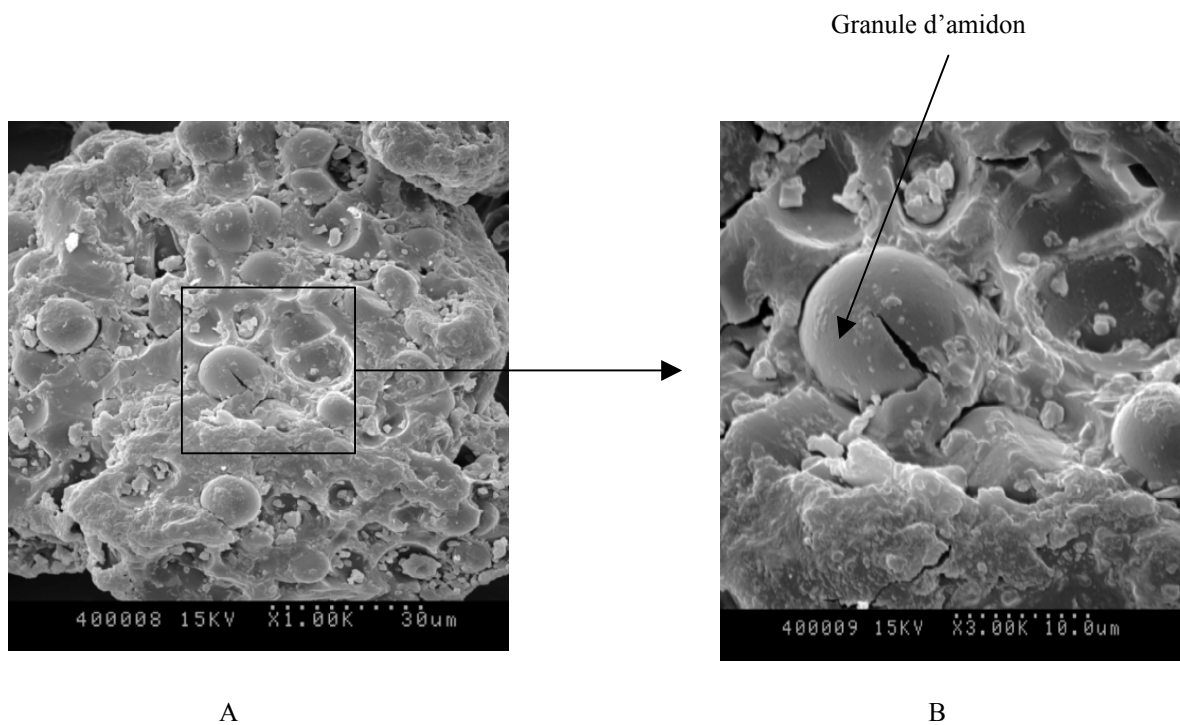 Granule d’amidon
400008 15KV X1.00K 30um
400009 15KV X3.00K 10.0um
A
B